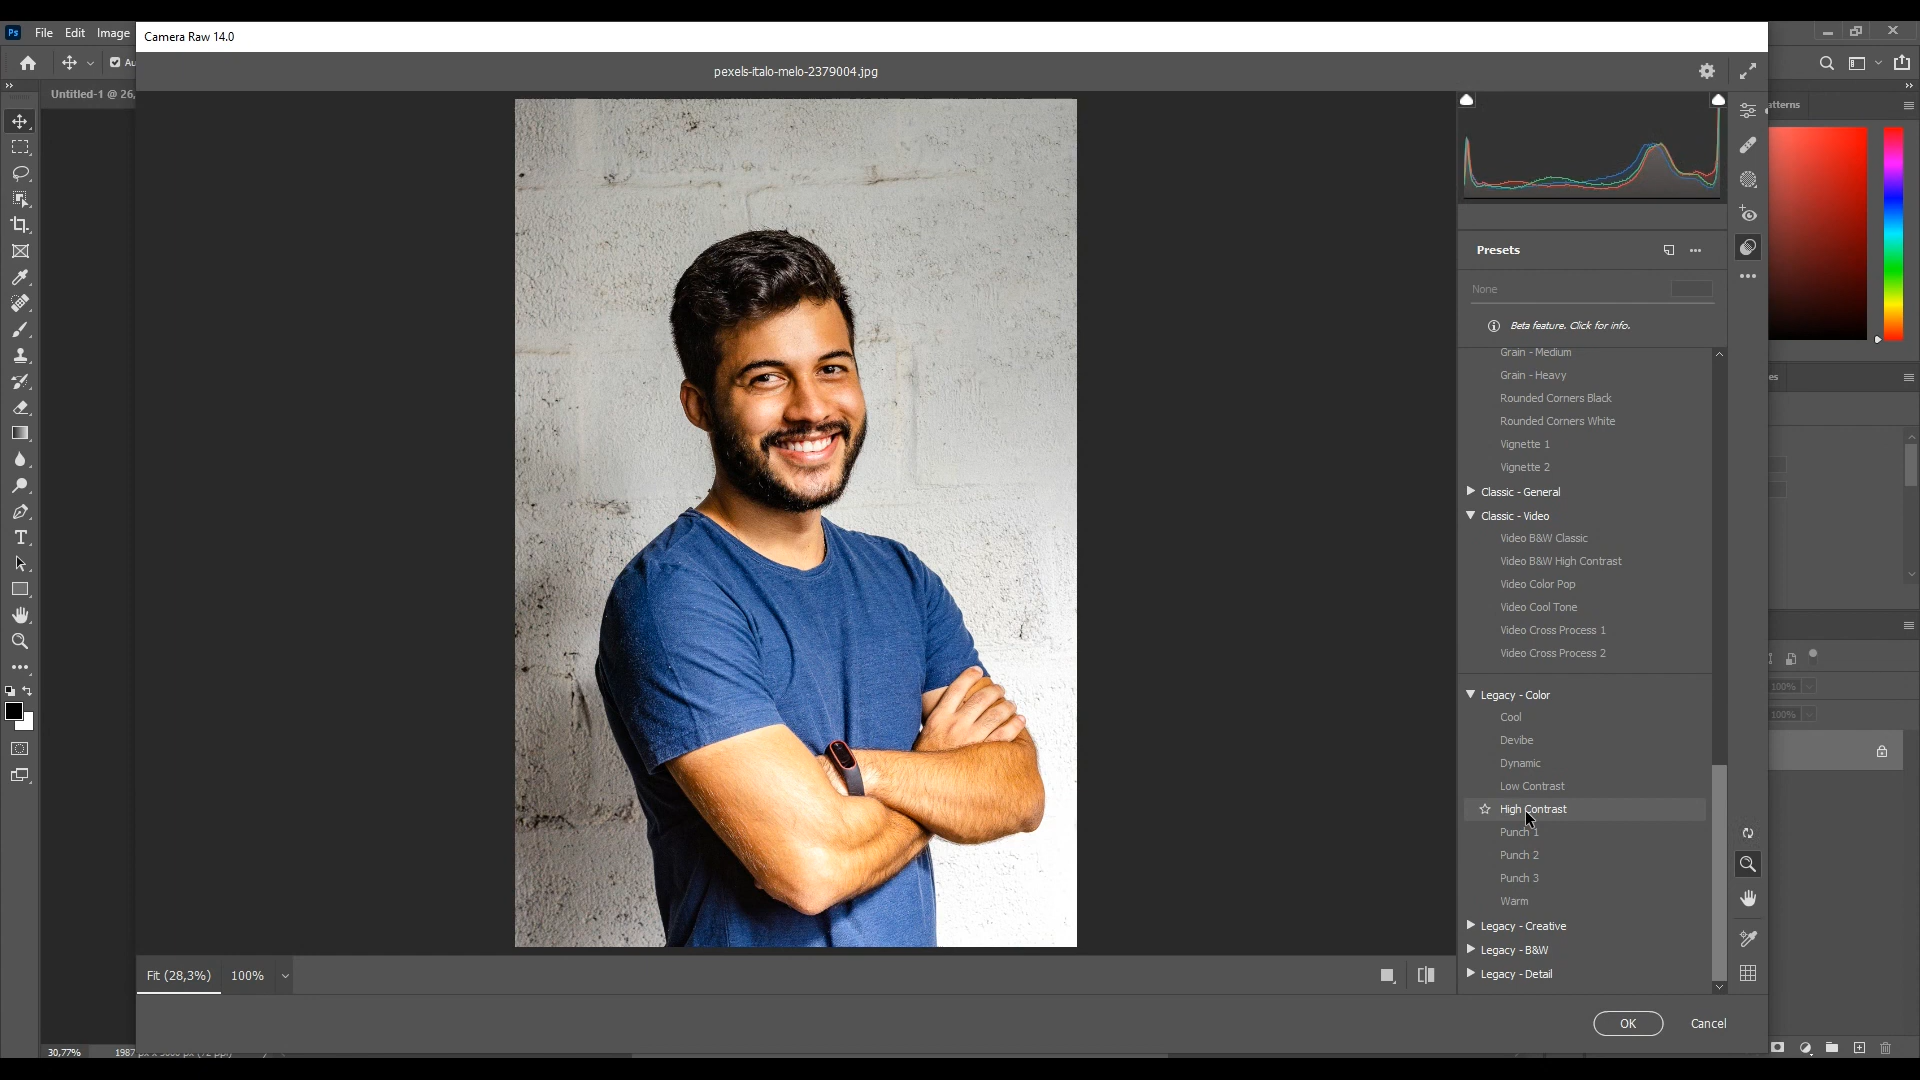 Ps File Edit Image
Camera Raw 14.0
pexels-italo-melo-2379004.jpg
Untitled-1 @ 26,
Presets
None
Beta feature. Click for info.
Grain - Medium
Grain - Heavy
Rounded Corners Black
Rounded Corners White
Vignette 1
Vignette 2
Classic - General
Classic - Video
Video B&W Classic
Video B&W High Contrast
Video Color Pop
Video Cool Tone
Video Cross Process 1
Video Cross Process 2
Legacy - Color
Cool
Devibe
Dynamic
Low Contrast
High Contrast
Punch 1
Punch 2
Punch 3
Warm
Legacy - Creative
Legacy - B&W
Legacy - Detail
100%
100%
Fit (28,3%) 100%
OK Cancel
30,77%